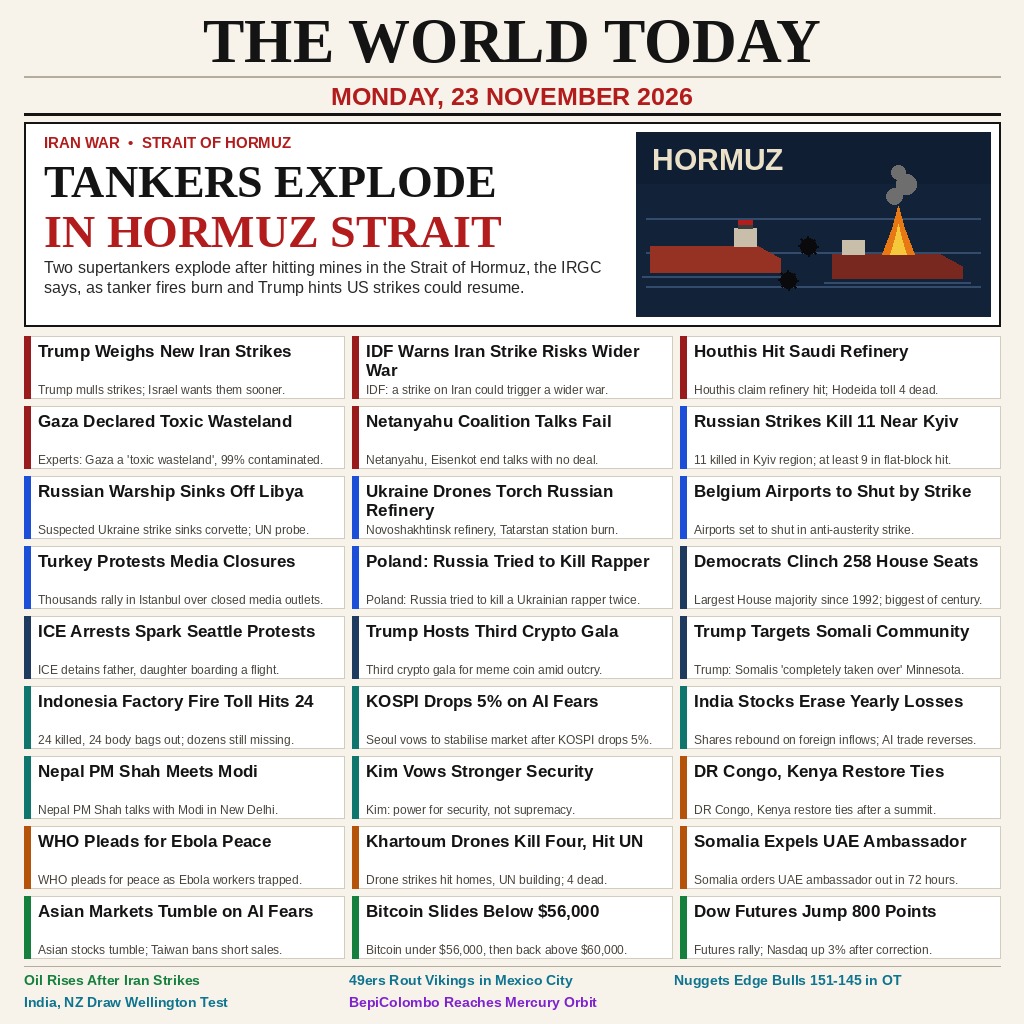 THE WORLD TODAY
MONDAY, 23 NOVEMBER 2026
IRAN WAR • STRAIT OF HORMUZ
TANKERS EXPLODE
IN HORMUZ STRAIT
Two supertankers explode after hitting mines in the Strait of Hormuz, the IRGC
says, as tanker fires burn and Trump hints US strikes could resume.
HORMUZ
Trump Weighs New Iran Strikes
Trump mulls strikes; Israel wants them sooner.
IDF Warns Iran Strike Risks Wider
War
IDF: a strike on Iran could trigger a wider war.
Houthis Hit Saudi Refinery
Houthis claim refinery hit; Hodeida toll 4 dead.
Gaza Declared Toxic Wasteland
Experts: Gaza a 'toxic wasteland', 99% contaminated.
Netanyahu Coalition Talks Fail
Netanyahu, Eisenkot end talks with no deal.
Russian Strikes Kill 11 Near Kyiv
11 killed in Kyiv region; at least 9 in flat-block hit.
Russian Warship Sinks Off Libya
Suspected Ukraine strike sinks corvette; UN probe.
Ukraine Drones Torch Russian
Refinery
Novoshakhtinsk refinery, Tatarstan station burn.
Belgium Airports to Shut by Strike
Airports set to shut in anti-austerity strike.
Turkey Protests Media Closures
Thousands rally in Istanbul over closed media outlets.
Poland: Russia Tried to Kill Rapper
Poland: Russia tried to kill a Ukrainian rapper twice.
Democrats Clinch 258 House Seats
Largest House majority since 1992; biggest of century.
ICE Arrests Spark Seattle Protests
ICE detains father, daughter boarding a flight.
Trump Hosts Third Crypto Gala
Third crypto gala for meme coin amid outcry.
Trump Targets Somali Community
Trump: Somalis 'completely taken over' Minnesota.
Indonesia Factory Fire Toll Hits 24
24 killed, 24 body bags out; dozens still missing.
KOSPI Drops 5% on AI Fears
Seoul vows to stabilise market after KOSPI drops 5%.
India Stocks Erase Yearly Losses
Shares rebound on foreign inflows; AI trade reverses.
Nepal PM Shah Meets Modi
Nepal PM Shah talks with Modi in New Delhi.
Kim Vows Stronger Security
Kim: power for security, not supremacy.
DR Congo, Kenya Restore Ties
DR Congo, Kenya restore ties after a summit.
WHO Pleads for Ebola Peace
WHO pleads for peace as Ebola workers trapped.
Khartoum Drones Kill Four, Hit UN
Drone strikes hit homes, UN building; 4 dead.
Somalia Expels UAE Ambassador
Somalia orders UAE ambassador out in 72 hours.
Asian Markets Tumble on AI Fears
Asian stocks tumble; Taiwan bans short sales.
Bitcoin Slides Below $56,000
Bitcoin under $56,000, then back above $60,000.
Dow Futures Jump 800 Points
Futures rally; Nasdaq up 3% after correction.
Oil Rises After Iran Strikes
49ers Rout Vikings in Mexico City
Nuggets Edge Bulls 151-145 in OT
India, NZ Draw Wellington Test
BepiColombo Reaches Mercury Orbit